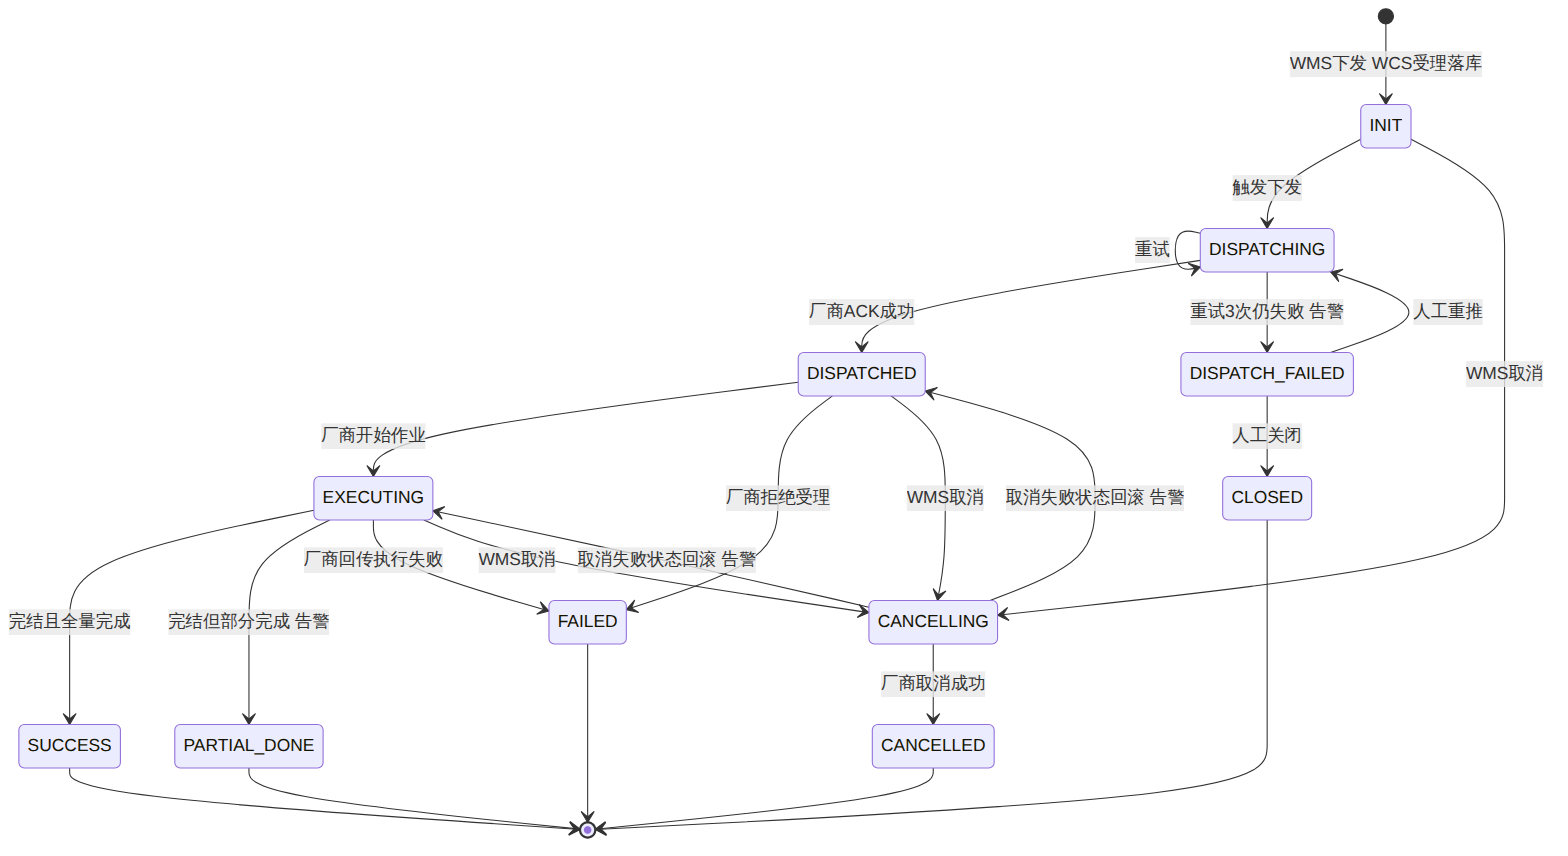 WMS下发 WCS受理落库
INIT
触发下发
重试
DISPATCHING
厂商ACK成功
重试3次仍失败 告警
人工重推
DISPATCHED
DISPATCH_FAILED
WMS取消
厂商开始作业
人工关闭
EXECUTING
厂商拒绝受理
WMS取消
取消失败状态回滚 告警
CLOSED
厂商回传执行失败
WMS取消
取消失败状态回滚 告警
完结且全量完成
完结但部分完成 告警
FAILED
CANCELLING
厂商取消成功
SUCCESS
PARTIAL_DONE
CANCELLED